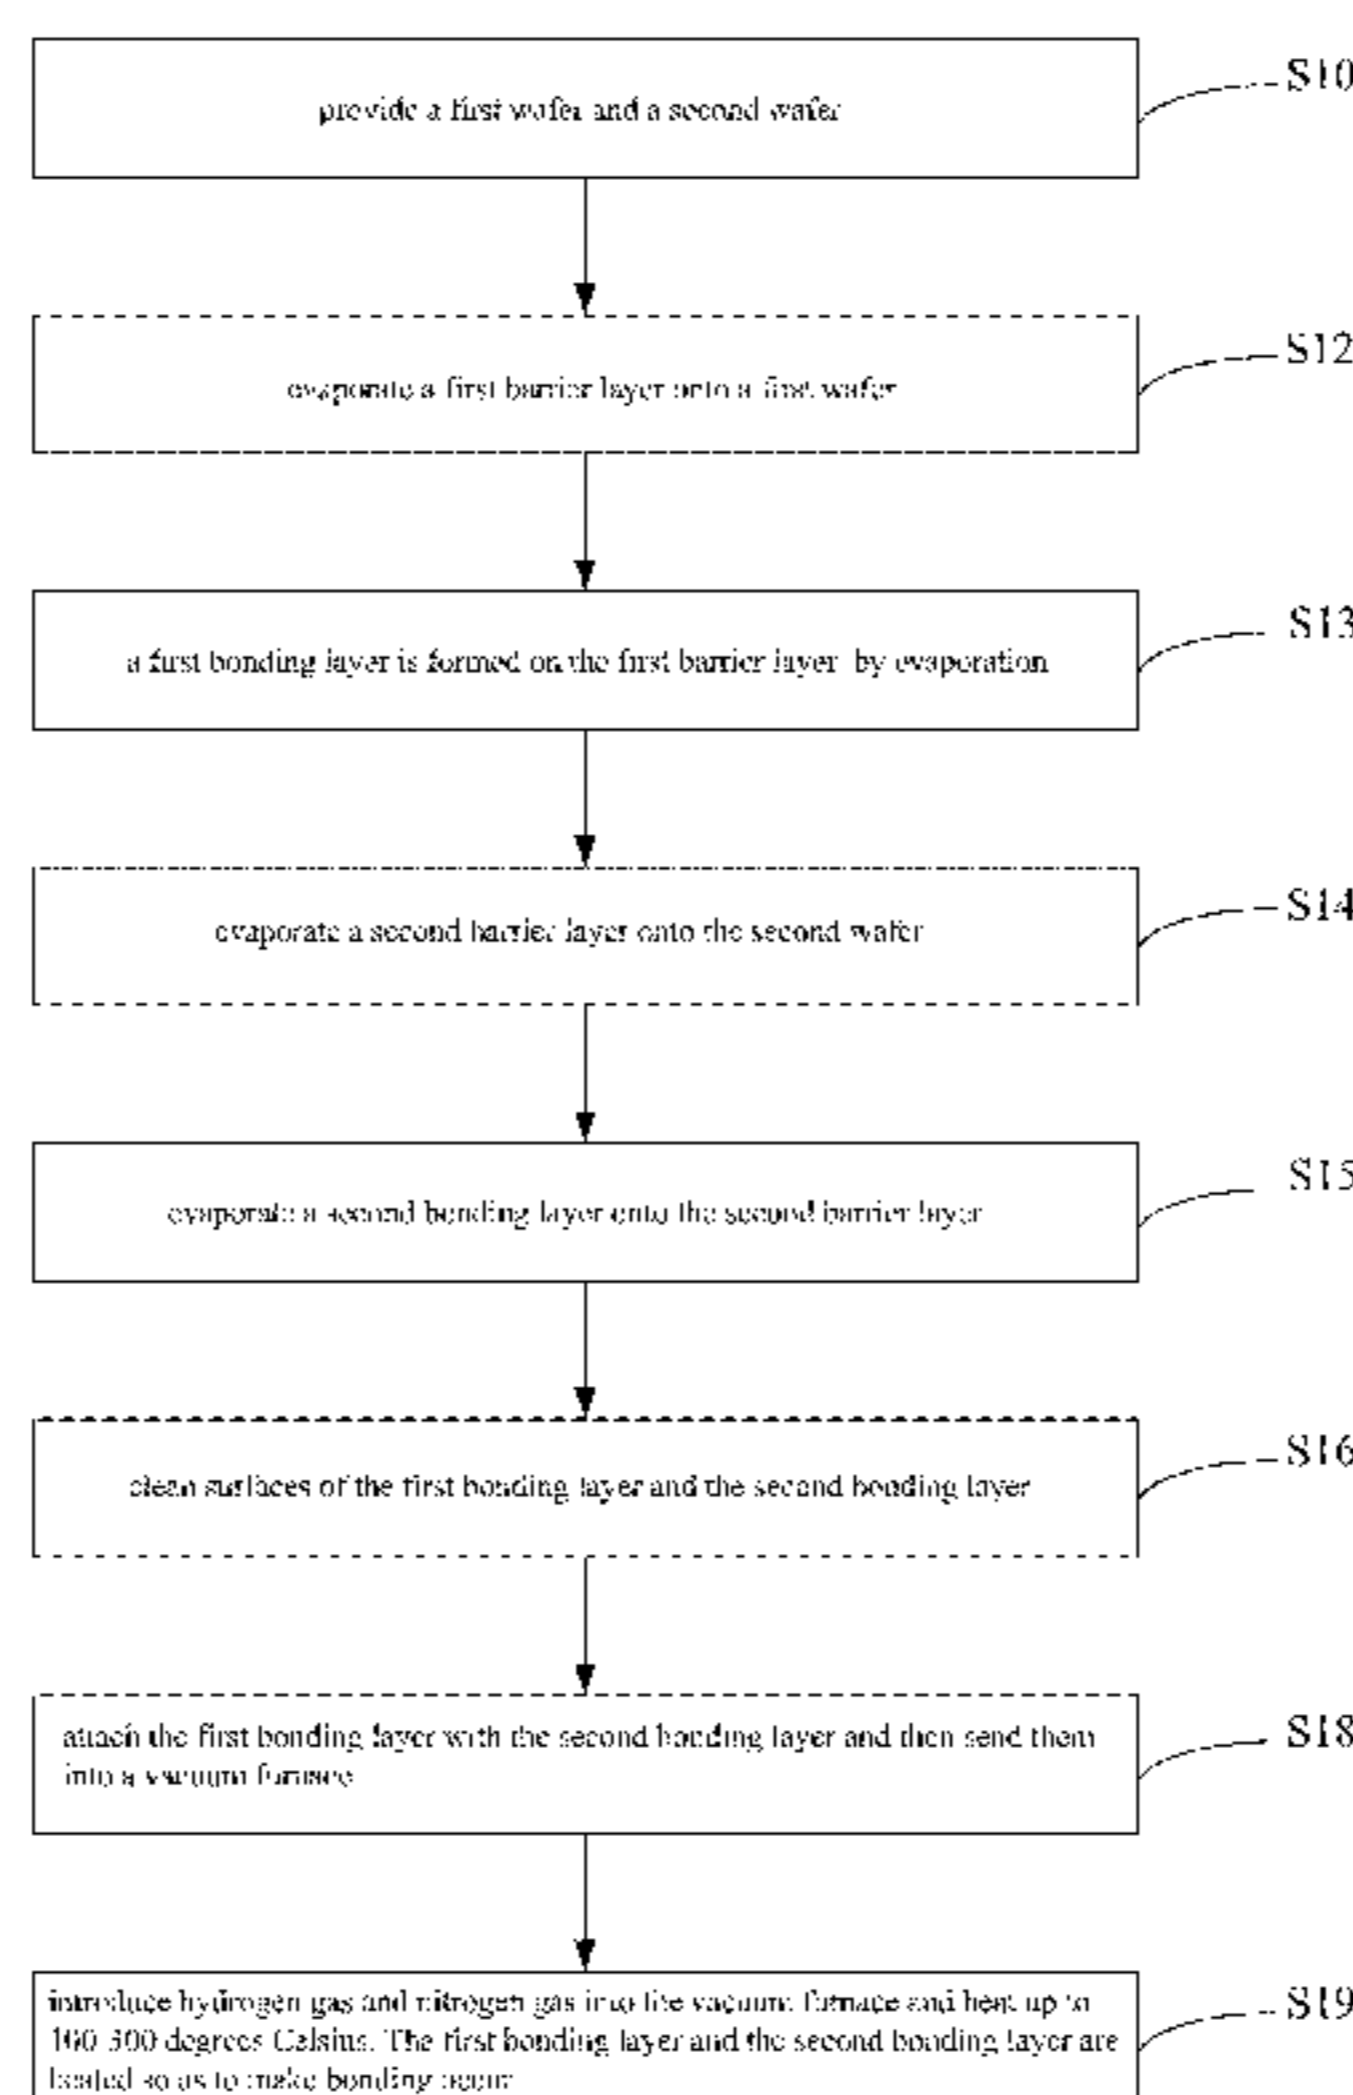 provide a first wafer and a second wafer
S10
evaporate a first barrier layer onto a first wafer
S12
a first bonding layer is formed on the first barrier layer by evaporation
S13
evaporate a second barrier layer onto the second wafer
S14
evaporate a second bonding layer onto the second barrier layer
S15
clean surfaces of the first bonding layer and the second bonding layer
S16
attach the first bonding layer with the second bonding layer and then send them
into a vacuum furnace
S18
introduce hydrogen gas and nitrogen gas into the vacuum furnace and heat up to
degrees Celsius. The first bonding layer and the second bonding layer are
heated so as to make bonding occur
S19